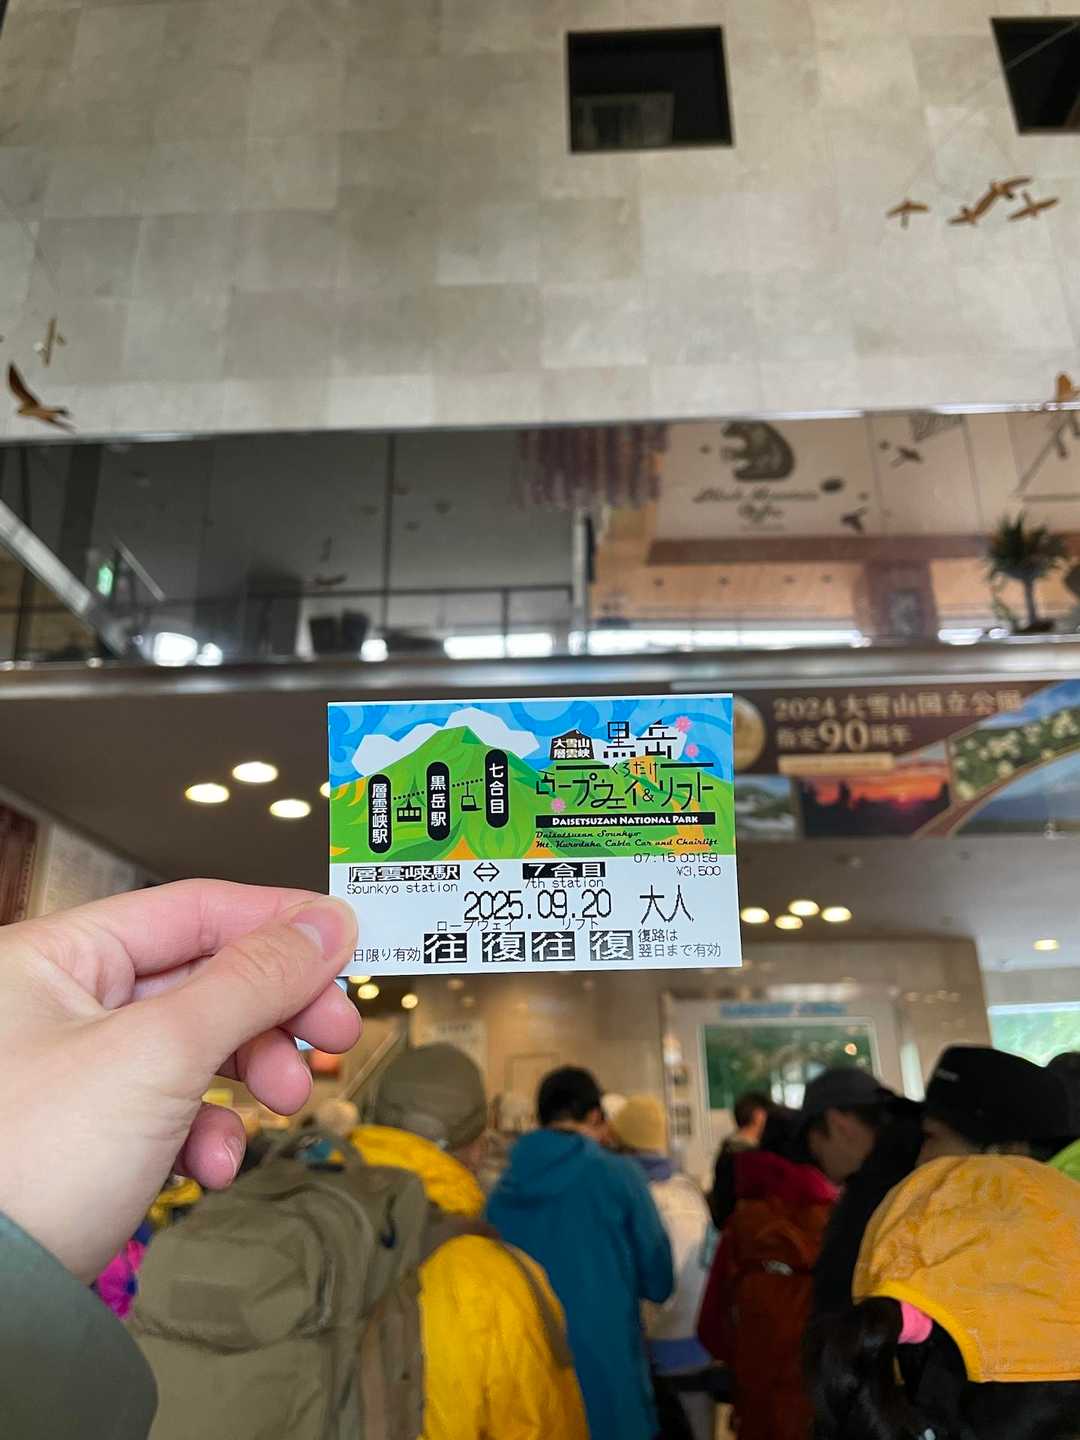 Black Mountain
Cafe
2024 大雪山国立公園
指定90周年
大雪山
層雲峡
黒岳
くろだけ
ロープウェイ&リフト
DAISETSUZAN NATIONAL PARK
Daisetsuzan Sounkyo
Mt. Kurodake Cable Car and Chairlift
層雲峡駅
黒岳駅
七合目
07:15 0015
¥3,500
層雲峡駅 ⇔ 7合目
Sounkyo station 7th station
2025.09.20 大人
ロープウェイ リフト
日限り有効 往 復 往 復 復路は
翌日まで有効